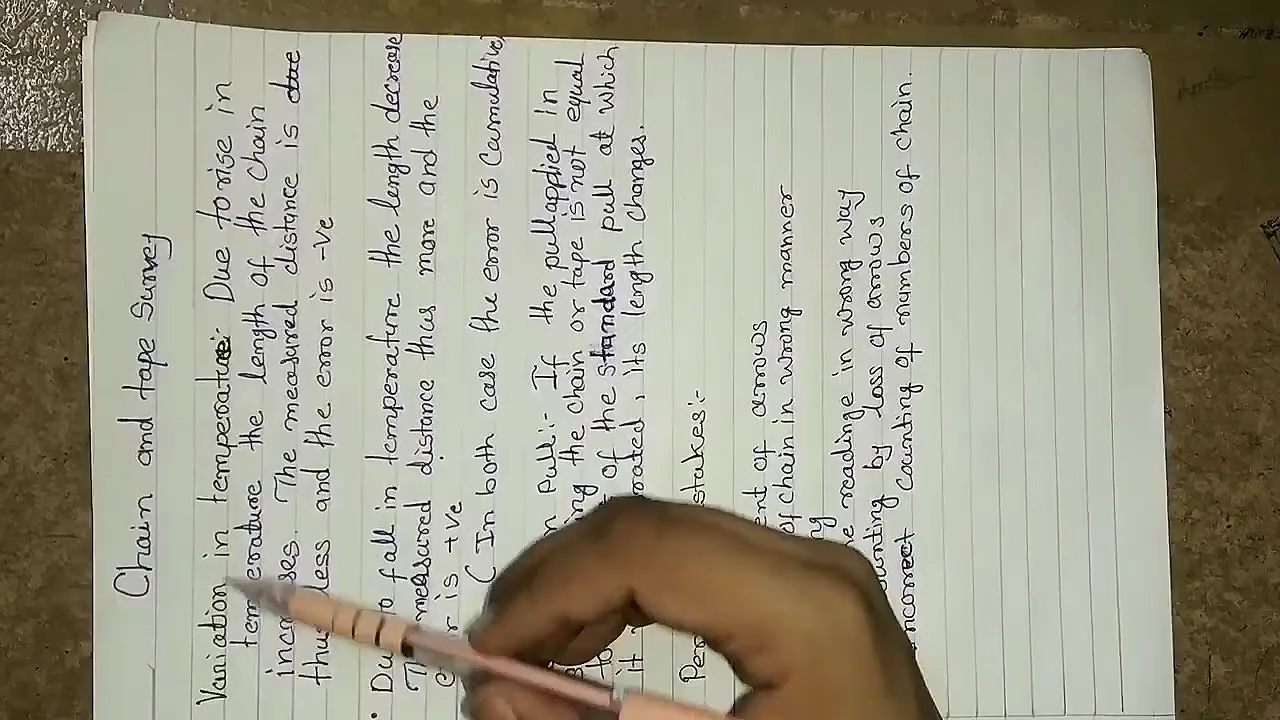 Chain and tape Survey
Variation in temperature:- Due to rise in
temperature the length of the chain
increases. The measured distance is due
thus less and the error is -ve
• Due to fall in temperature the length decrease
The measured distance thus more and the
error is +ve
(In both case the error is Cumulative)
in Pull:- If the pull applied in
the chain or tape is not equal
of the standard pull at which
it, its length changes.
of arrows
of chain in wrong manner
reading in wrong way
by loss of arrows
incorrect Counting of numbers of chain.